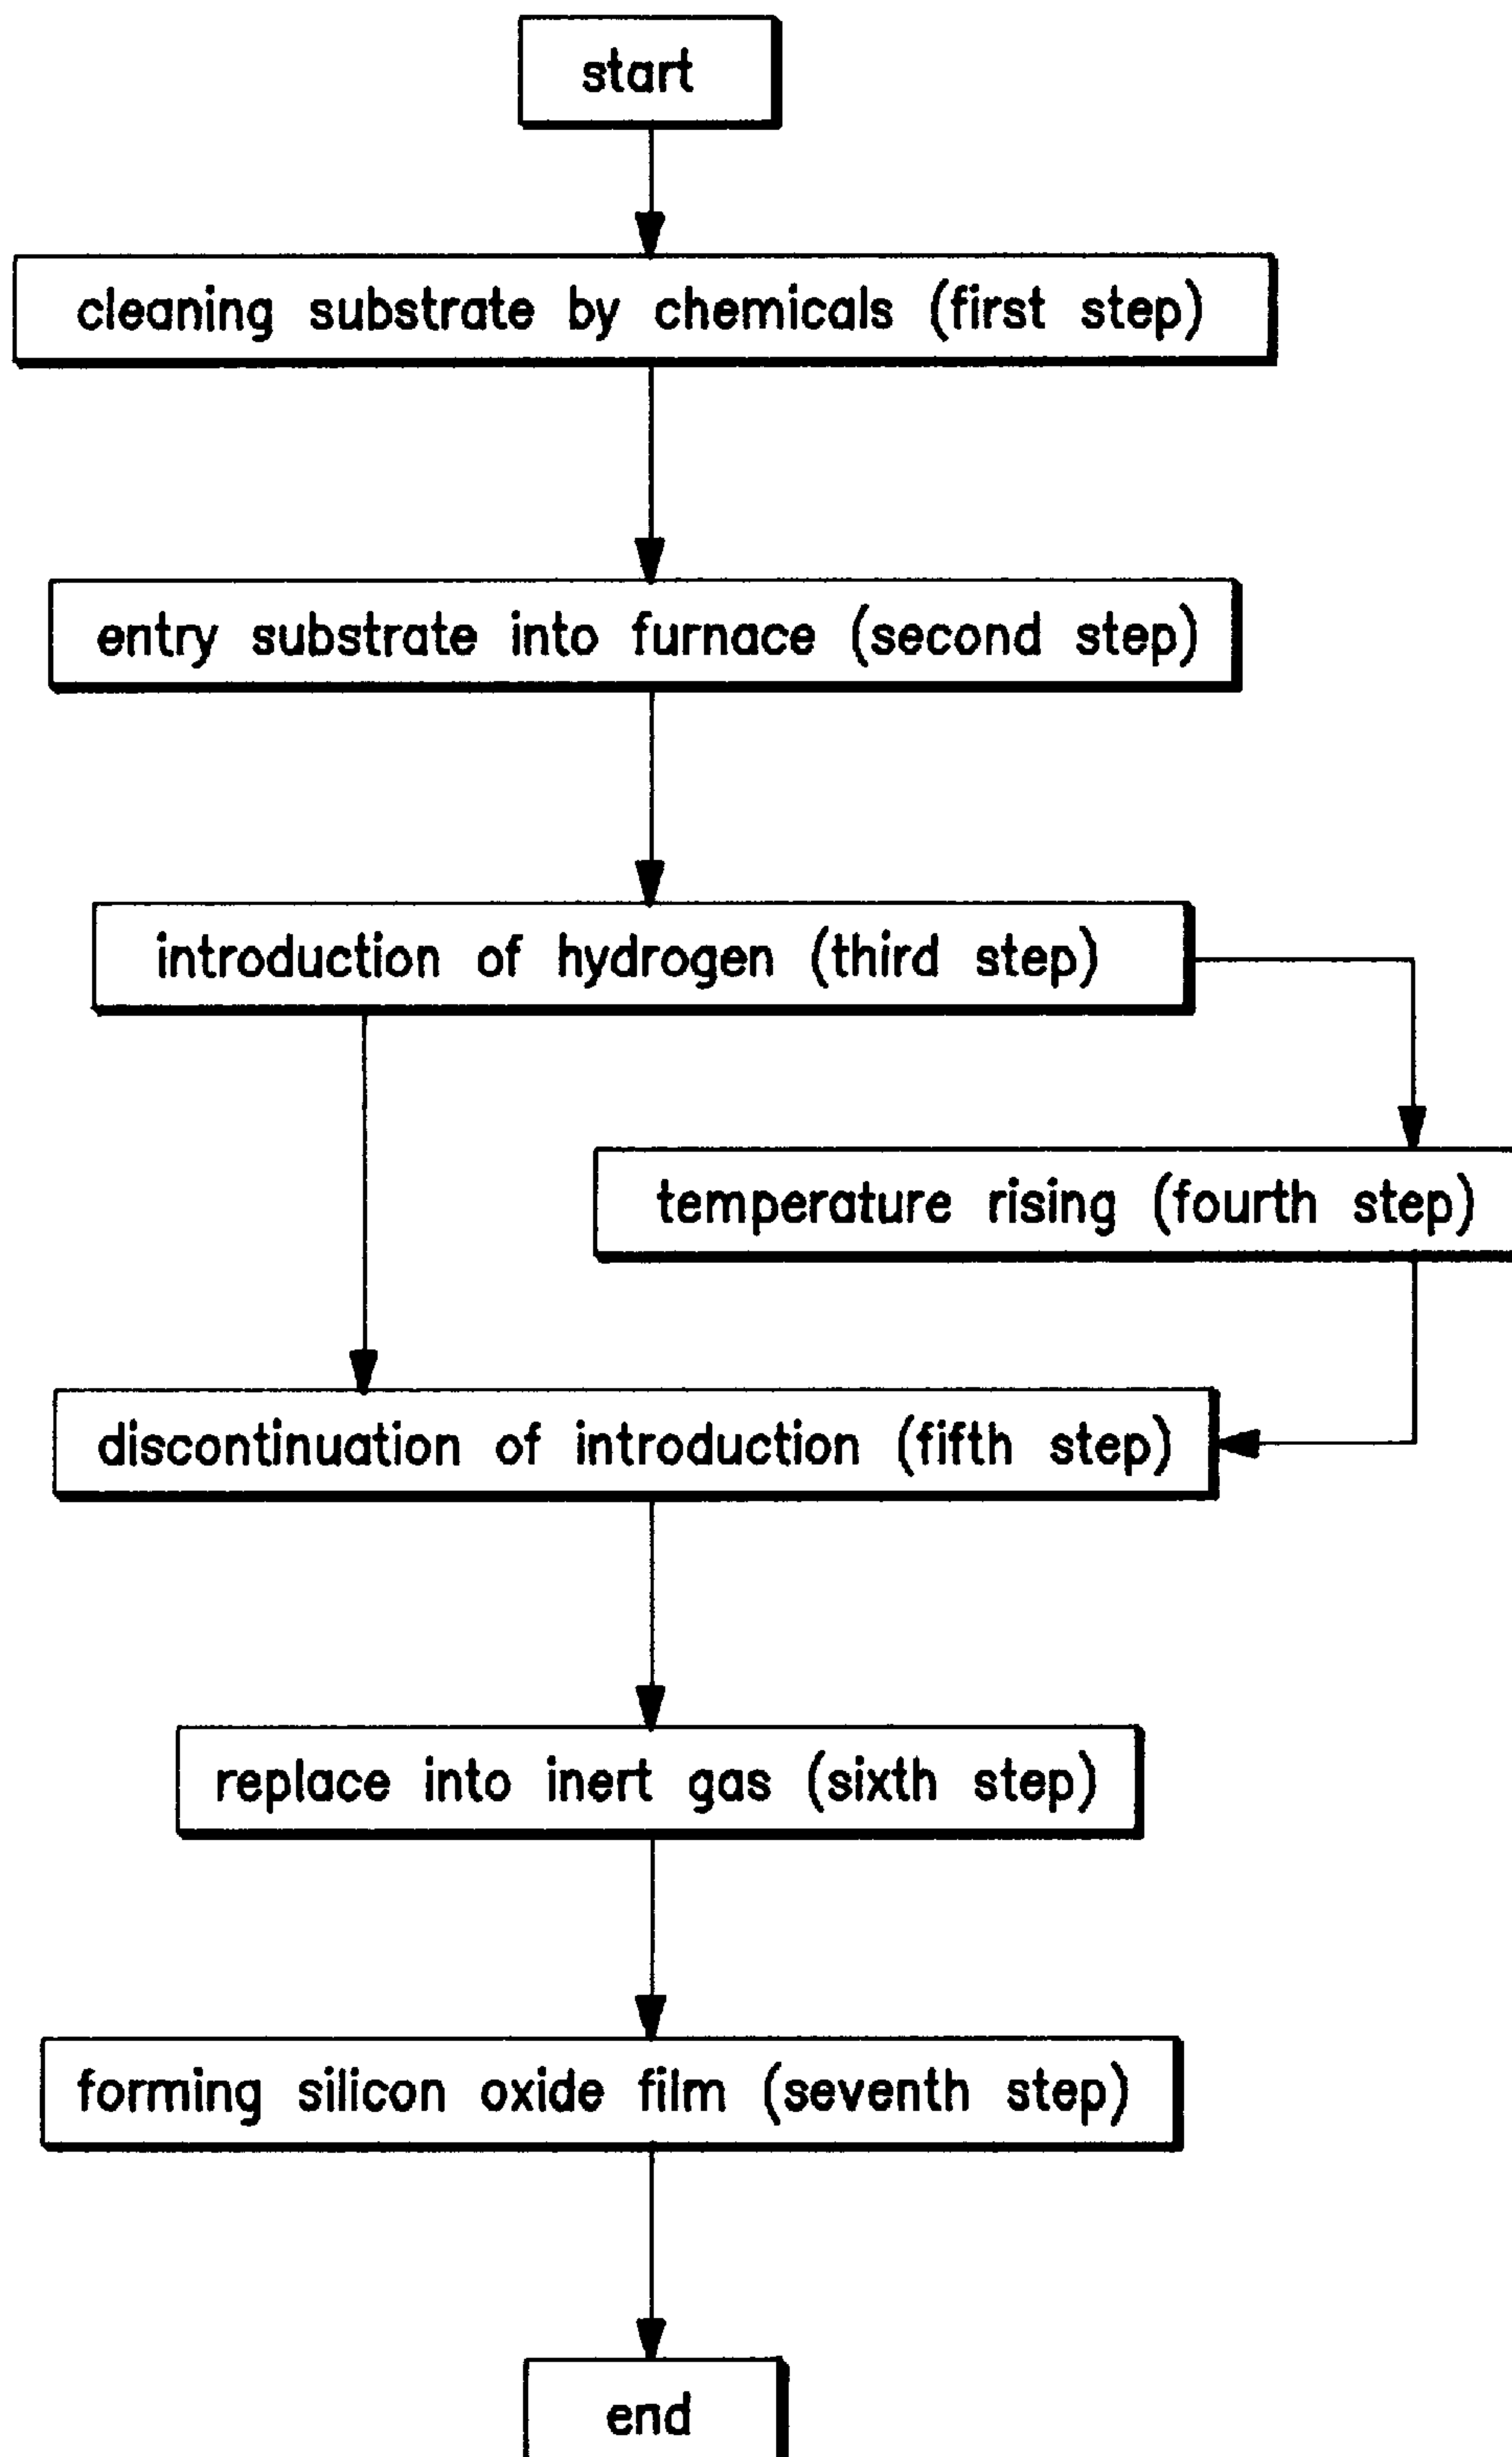 start
cleaning substrate by chemicals (first step)
entry substrate into furnace (second step)
introduction of hydrogen (third step)
temperature rising (fourth step)
discontinuation of introduction (fifth step)
replace into inert gas (sixth step)
forming silicon oxide film (seventh step)
end